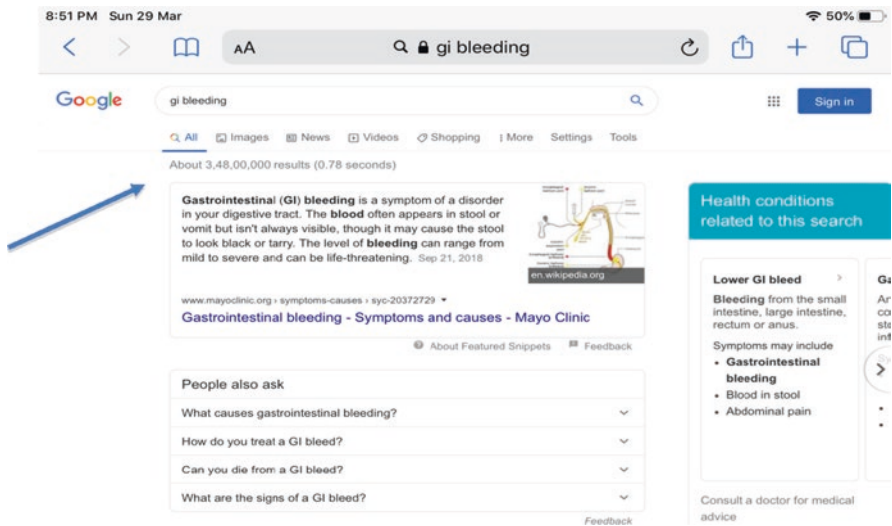 8:51 PM Sun 29 Mar
50%
AA
gi bleeding
Google
gi bleeding
Sign in
All Images News Videos Shopping More Settings Tools
About 3,48,00,000 results (0.78 seconds)
Gastrointestinal (GI) bleeding is a symptom of a disorder
in your digestive tract. The blood often appears in stool or
vomit but isn't always visible, though it may cause the stool
to look black or tarry. The level of bleeding can range from
mild to severe and can be life-threatening. Sep 21, 2018
en.wikipedia.org
www.mayoclinic.org › symptoms-causes › syc-20372729
Gastrointestinal bleeding - Symptoms and causes - Mayo Clinic
About Featured Snippets Feedback
People also ask
What causes gastrointestinal bleeding?
How do you treat a GI bleed?
Can you die from a GI bleed?
What are the signs of a GI bleed?
Feedback
Health conditions
related to this search
Lower GI bleed
Bleeding from the small
intestine, large intestine,
rectum or anus.
Symptoms may include
• Gastrointestinal
bleeding
• Blood in stool
• Abdominal pain
Consult a doctor for medical
advice